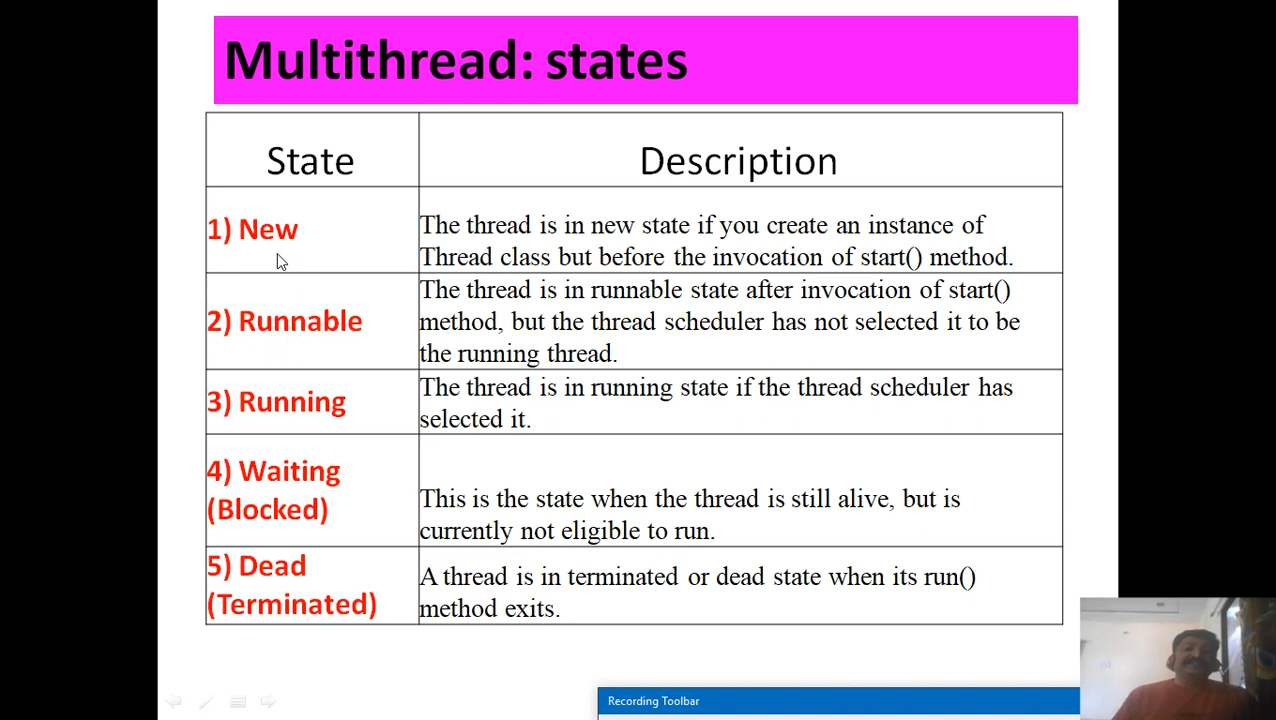 Multithread: states
State
Description
1) New
The thread is in new state if you create an instance of
Thread class but before the invocation of start() method.
2) Runnable
The thread is in runnable state after invocation of start()
method, but the thread scheduler has not selected it to be
the running thread.
3) Running
The thread is in running state if the thread scheduler has
selected it.
4) Waiting
(Blocked)
This is the state when the thread is still alive, but is
currently not eligible to run.
5) Dead
(Terminated)
A thread is in terminated or dead state when its run()
method exits.
Recording Toolbar